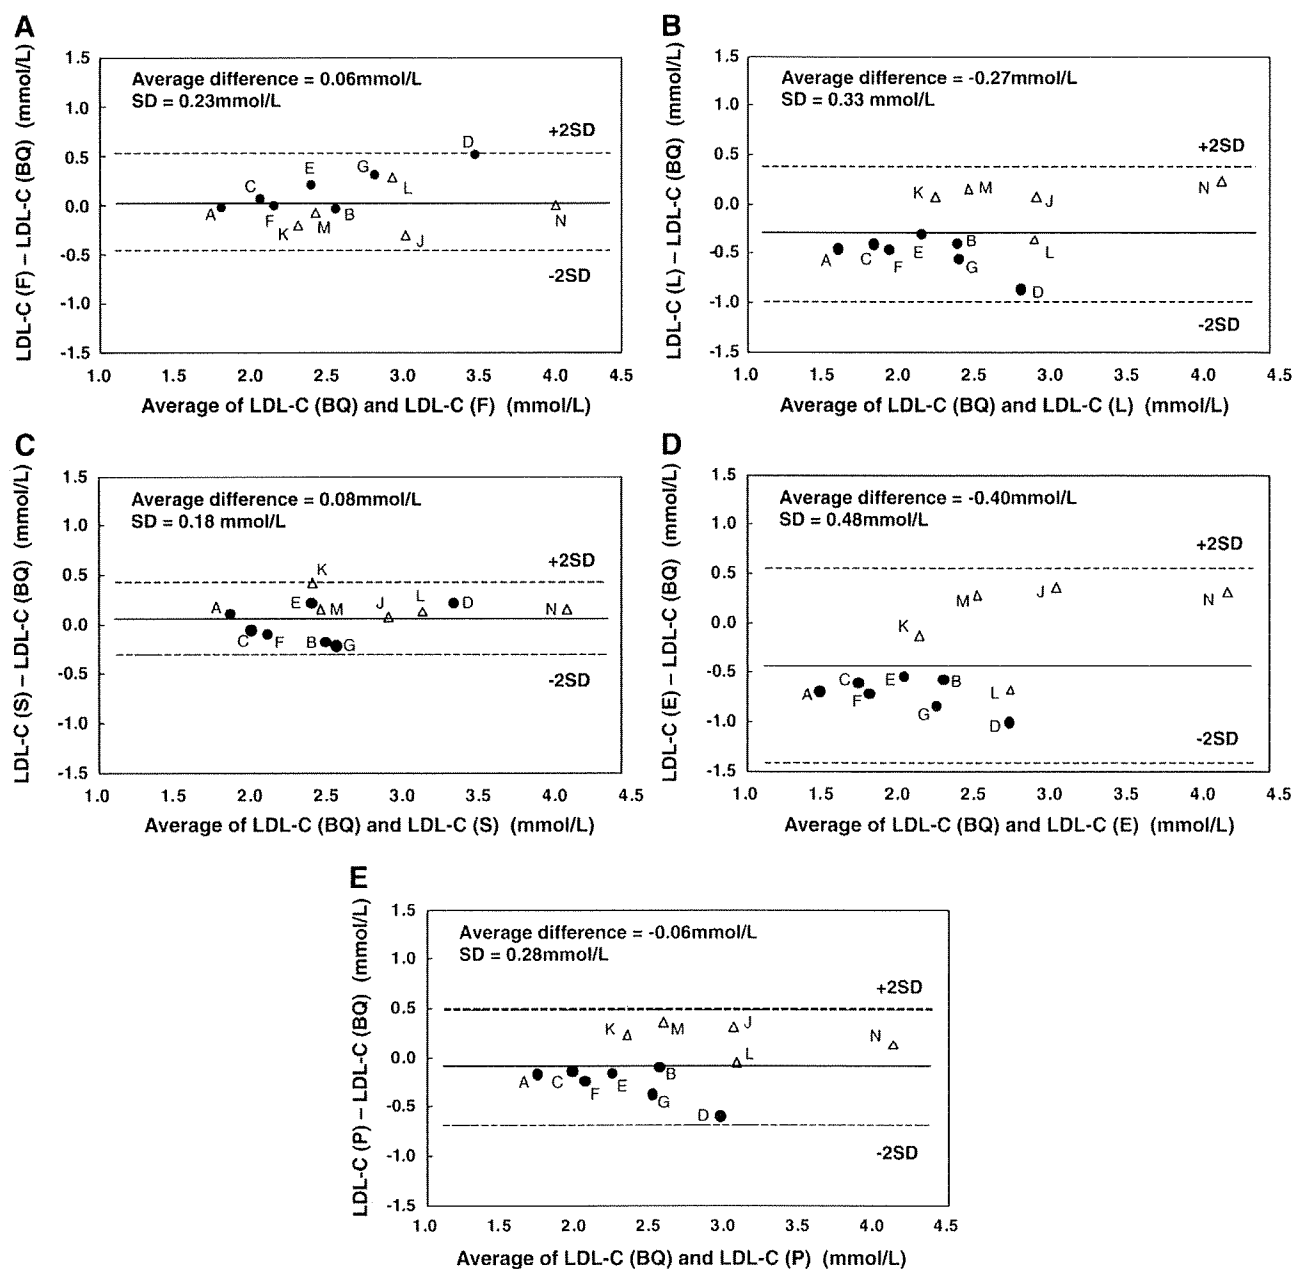 A
LDL-C (F) – LDL-C (BQ) (mmol/L)
1.5
1.0
0.5
0.0
-0.5
-1.0
-1.5
Average difference = 0.06mmol/L
SD = 0.23mmol/L
+2SD
D
G
E
L
C
A
F
B
N
K
M
J
-2SD
1.0 2.0 2.5 3.0 3.5 4.0 4.5
Average of LDL-C (BQ) and LDL-C (F) (mmol/L)
B
LDL-C (L) – LDL-C (BQ) (mmol/L)
1.5
1.0
0.5
0.0
-0.5
-1.0
-1.5
Average difference = -0.27mmol/L
SD = 0.33 mmol/L
+2SD
K
M
J
N
A
C
F
E
B
G
L
D
-2SD
1.0 1.5 2.0 2.5 3.0 3.5 4.0 4.5
Average of LDL-C (BQ) and LDL-C (L) (mmol/L)
C
LDL-C (S) – LDL-C (BQ) (mmol/L)
1.5
1.0
0.5
0.0
-0.5
-1.0
-1.5
Average difference = 0.08mmol/L
SD = 0.18 mmol/L
+2SD
K
A
E
M
J
L
D
N
C
F
B
G
-2SD
1.0 2.0 2.5 3.0 3.5 4.0 4.5
Average of LDL-C (BQ) and LDL-C (S) (mmol/L)
D
LDL-C (E) – LDL-C (BQ) (mmol/L)
1.5
1.0
0.5
0.0
-0.5
-1.0
-1.5
Average difference = -0.40mmol/L
SD = 0.48mmol/L
+2SD
M
J
N
K
A
C
F
E
B
G
L
D
-2SD
1.0 1.5 2.0 2.5 3.0 3.5 4.0 4.5
Average of LDL-C (BQ) and LDL-C (E) (mmol/L)
E
LDL-C (P) – LDL-C (BQ) (mmol/L)
1.5
1.0
0.5
0.0
-0.5
-1.0
-1.5
Average difference = -0.06mmol/L
SD = 0.28mmol/L
+2SD
K
M
J
N
L
A
C
F
E
B
G
D
-2SD
1.0 2.0 2.5 3.0 3.5 4.0 4.5
Average of LDL-C (BQ) and LDL-C (P) (mmol/L)